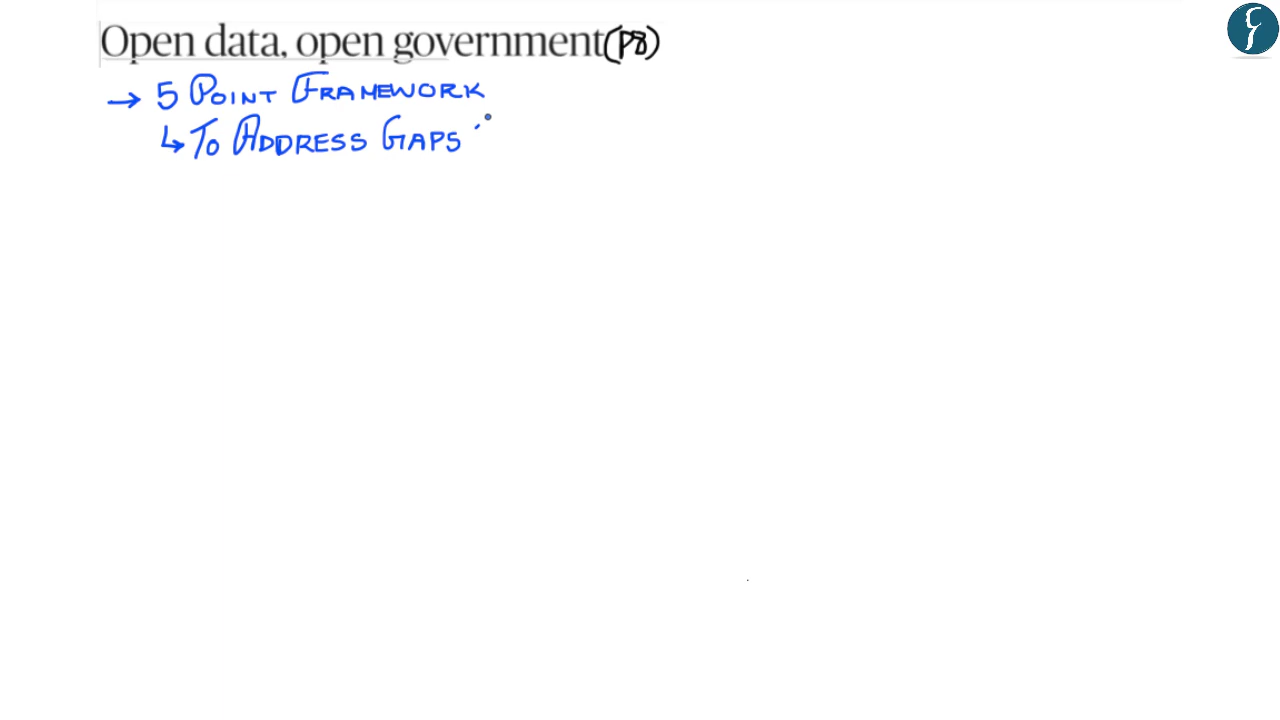 Open data, open government(P8)
→ 5 POINT FRAMEWORK
↳ TO ADDRESS GAPS